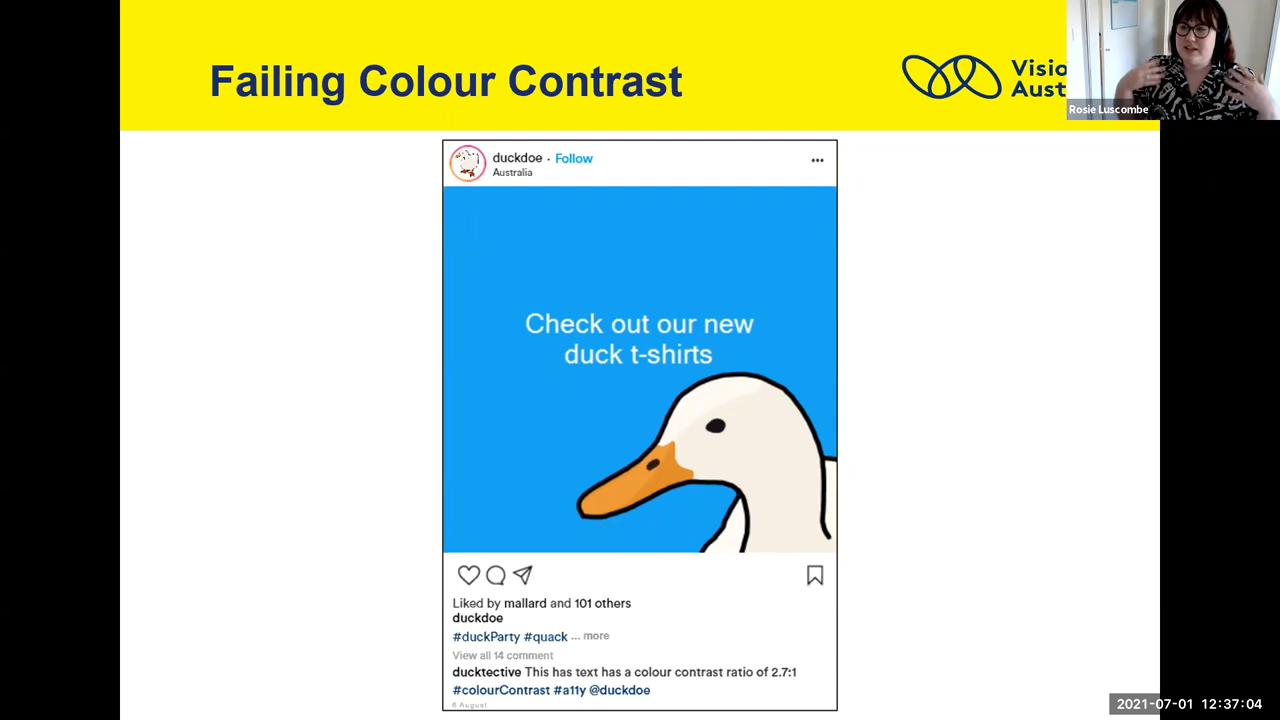 Failing Colour Contrast
Visio
Aust
Rosie Luscombe
duckdoe · Follow
Australia
Check out our new
duck t-shirts
Liked by mallard and 101 others
duckdoe
#duckParty #quack ... more
View all 14 comment
ducktective This has text has a colour contrast ratio of 2.7:1
#colourContrast #a11y @duckdoe
6 August
2021-07-01 12:37:04